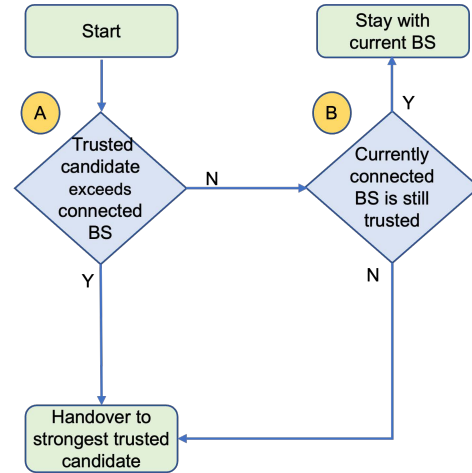 Start
Stay with
current BS
A
B
Y
Trusted
candidate
exceeds
connected
BS
N
Currently
connected
BS is still
trusted
Y
N
Handover to
strongest trusted
candidate